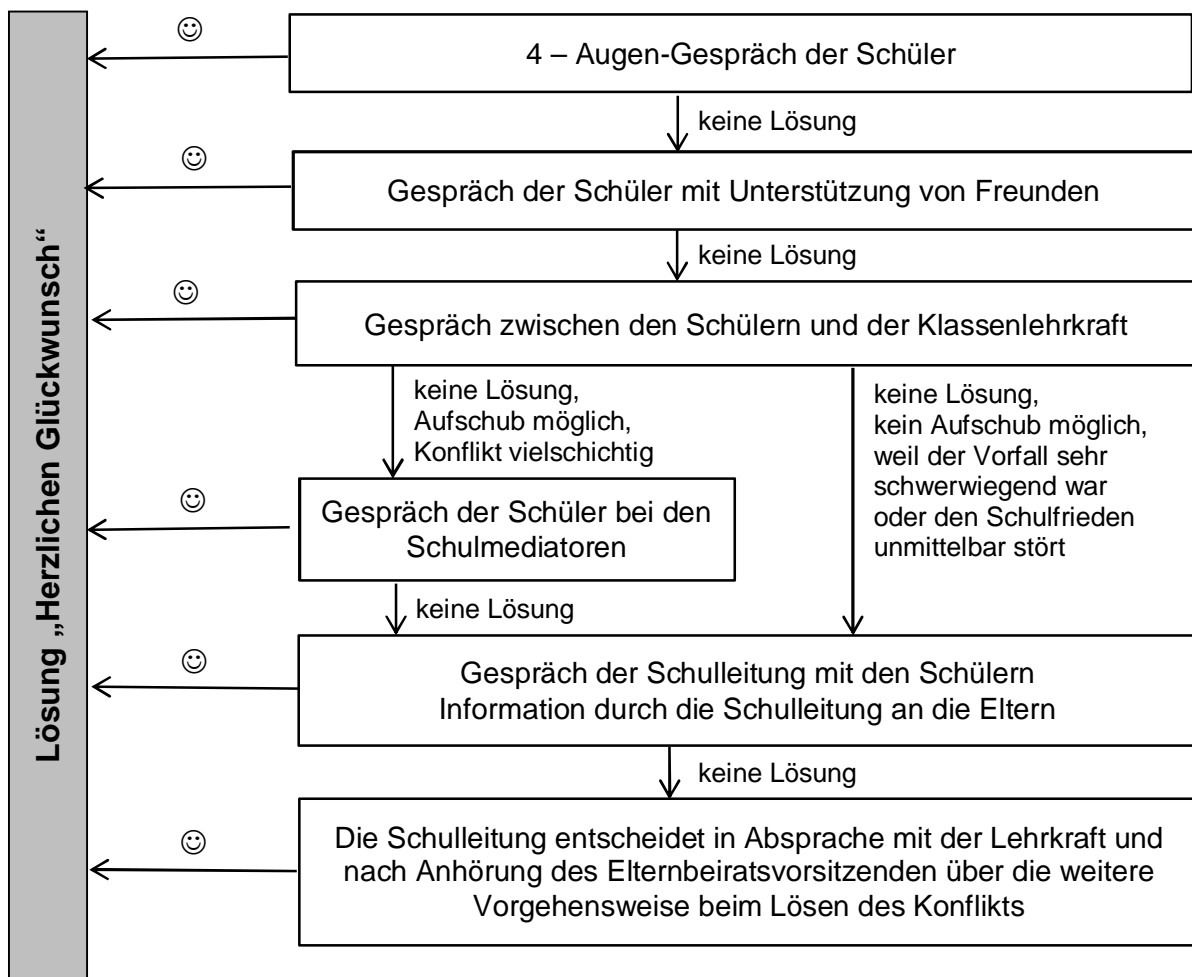 Lösung „Herzlichen Glückwunsch“
4 – Augen-Gespräch der Schüler
keine Lösung
Gespräch der Schüler mit Unterstützung von Freunden
keine Lösung
Gespräch zwischen den Schülern und der Klassenlehrkraft
keine Lösung,
Aufschub möglich,
Konflikt vielschichtig
keine Lösung,
kein Aufschub möglich,
weil der Vorfall sehr
schwerwiegend war
oder den Schulfrieden
unmittelbar stört
Gespräch der Schüler bei den
Schulmediatoren
keine Lösung
Gespräch der Schulleitung mit den Schülern
Information durch die Schulleitung an die Eltern
keine Lösung
Die Schulleitung entscheidet in Absprache mit der Lehrkraft und
nach Anhörung des Elternbeiratsvorsitzenden über die weitere
Vorgehensweise beim Lösen des Konflikts